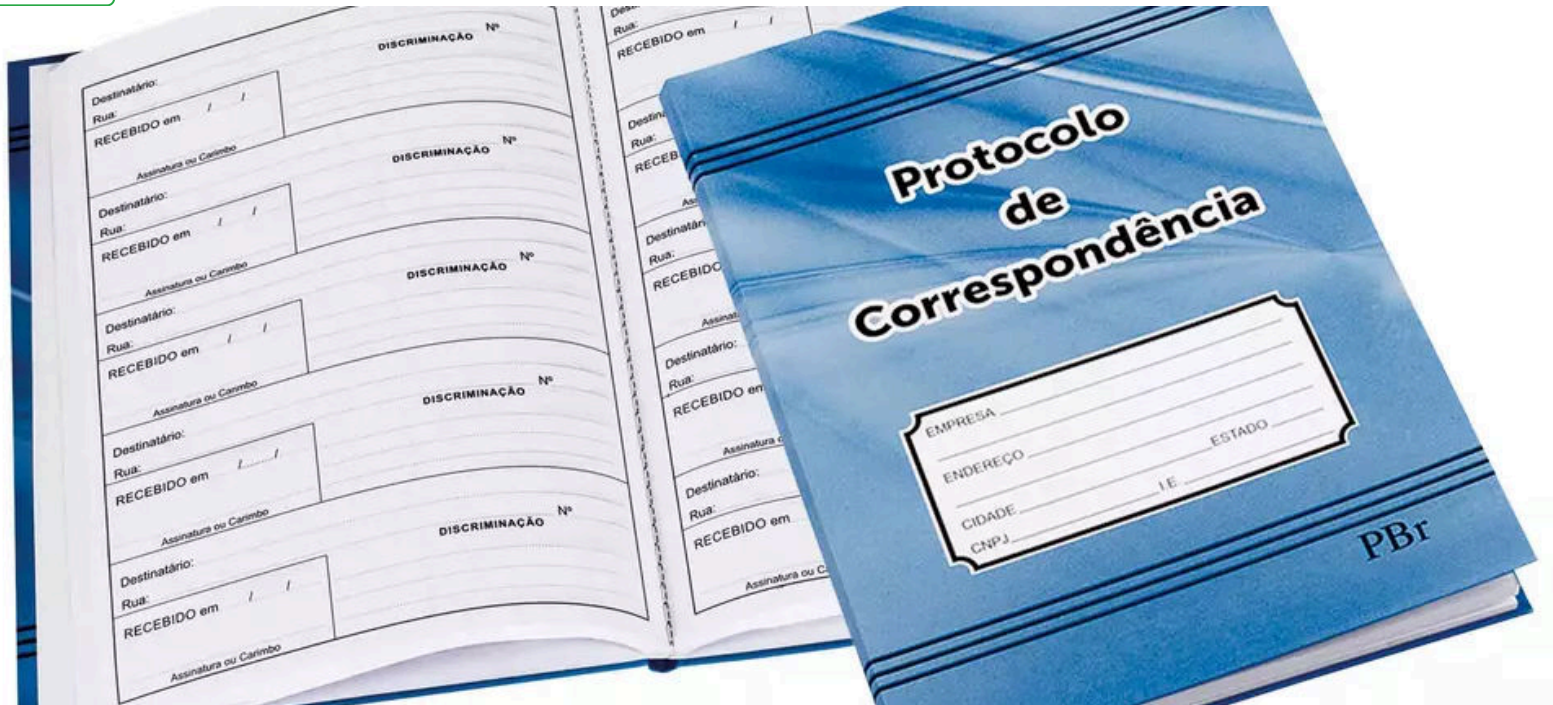 DISCRIMINAÇÃO Nº
Destinatário:
Rua:
RECEBIDO em / /
Assinatura ou Carimbo
DISCRIMINAÇÃO Nº
Destinatário:
Rua:
RECEBIDO em / /
Assinatura ou Carimbo
DISCRIMINAÇÃO Nº
Destinatário:
Rua:
RECEBIDO em / /
Assinatura ou Carimbo
DISCRIMINAÇÃO Nº
Destinatário:
Rua:
RECEBIDO em / /
Assinatura ou Carimbo
DISCRIMINAÇÃO Nº
Destinatário:
Rua:
RECEBIDO em / /
Assinatura ou Carimbo
Rua:
RECEBIDO em / /
Rua:
Rua:
RECEBIDO
Destinatário:
Rua:
RECEBIDO em
Destinatário:
Rua:
RECEBIDO em
Assinatura ou
Protocolo
de
Correspondência
EMPRESA
ENDEREÇO
CIDADE ESTADO
CNPJ I.E.
PBr